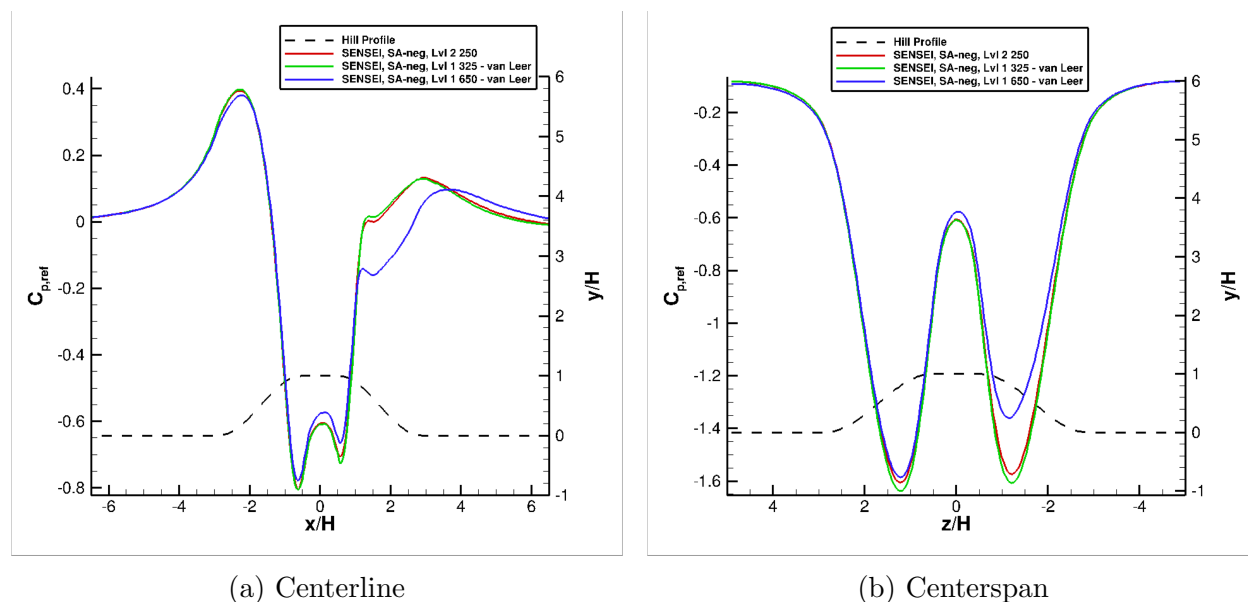 Hill Profile
SENSEI, SA-neg, Lvl 2 250
SENSEI, SA-neg, Lvl 1 325 - van Leer
SENSEI, SA-neg, Lvl 1 650 - van Leer
0.4
0.2
0
-0.2
-0.4
-0.6
-0.8
C_{p,ref}
6
5
4
3
2
1
0
-1
y/H
-6
-4
-2
0
2
4
6
x/H
(a) Centerline
Hill Profile
SENSEI, SA-neg, Lvl 2 250
SENSEI, SA-neg, Lvl 1 325 - van Leer
SENSEI, SA-neg, Lvl 1 650 - van Leer
-0.2
-0.4
-0.6
-0.8
-1
-1.2
-1.4
-1.6
C_{p,ref}
6
5
4
3
2
1
0
-1
y/H
4
2
0
-2
-4
z/H
(b) Centerspan